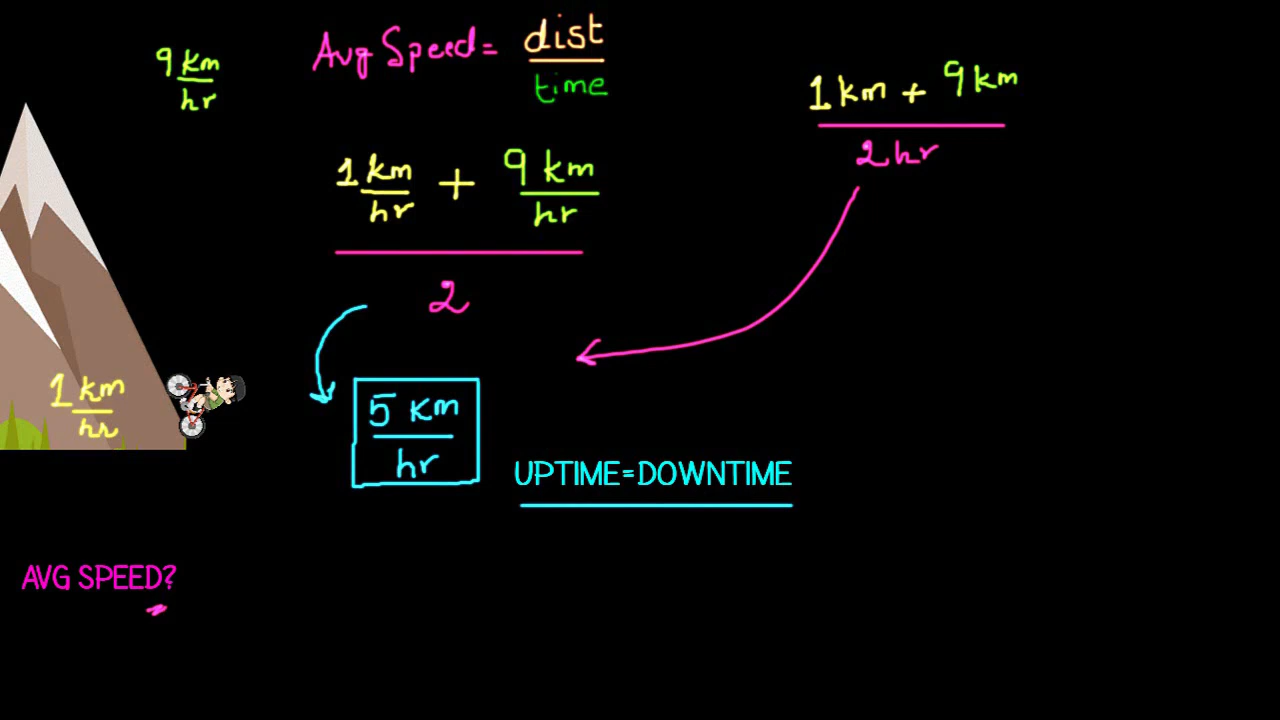 9 km
hr
Avg Speed = dist
time
1 km + 9 km
2 hr
1 km + 9 km
hr hr
2
1 km
hr
5 km
hr
UPTIME=DOWNTIME
AVG SPEED?